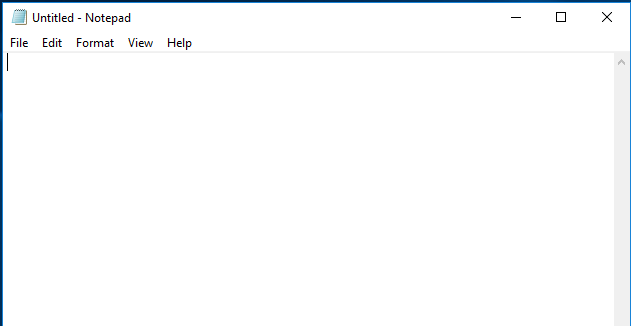 Untitled - Notepad
File Edit Format View Help